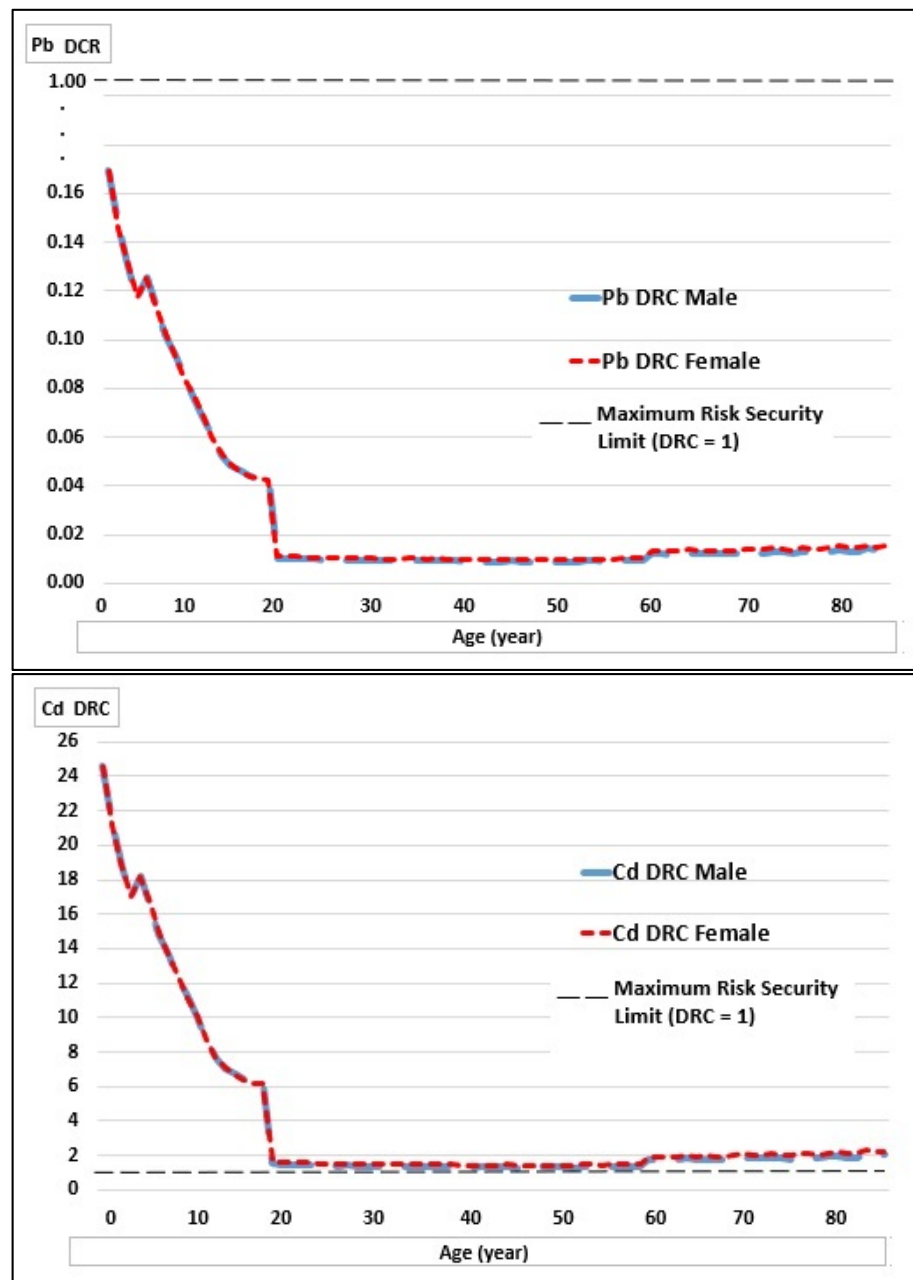 Pb DCR
1.00
.
.
.
0.16
0.14
0.12
0.10
0.08
0.06
0.04
0.02
0.00
Pb DRC Male
Pb DRC Female
Maximum Risk Security
Limit (DRC = 1)
0 10 20 30 40 50 60 70 80
Age (year)
Cd DRC
26
24
22
20
18
16
14
12
10
8
6
4
2
0
Cd DRC Male
Cd DRC Female
Maximum Risk Security
Limit (DRC = 1)
0 10 20 30 40 50 60 70 80
Age (year)